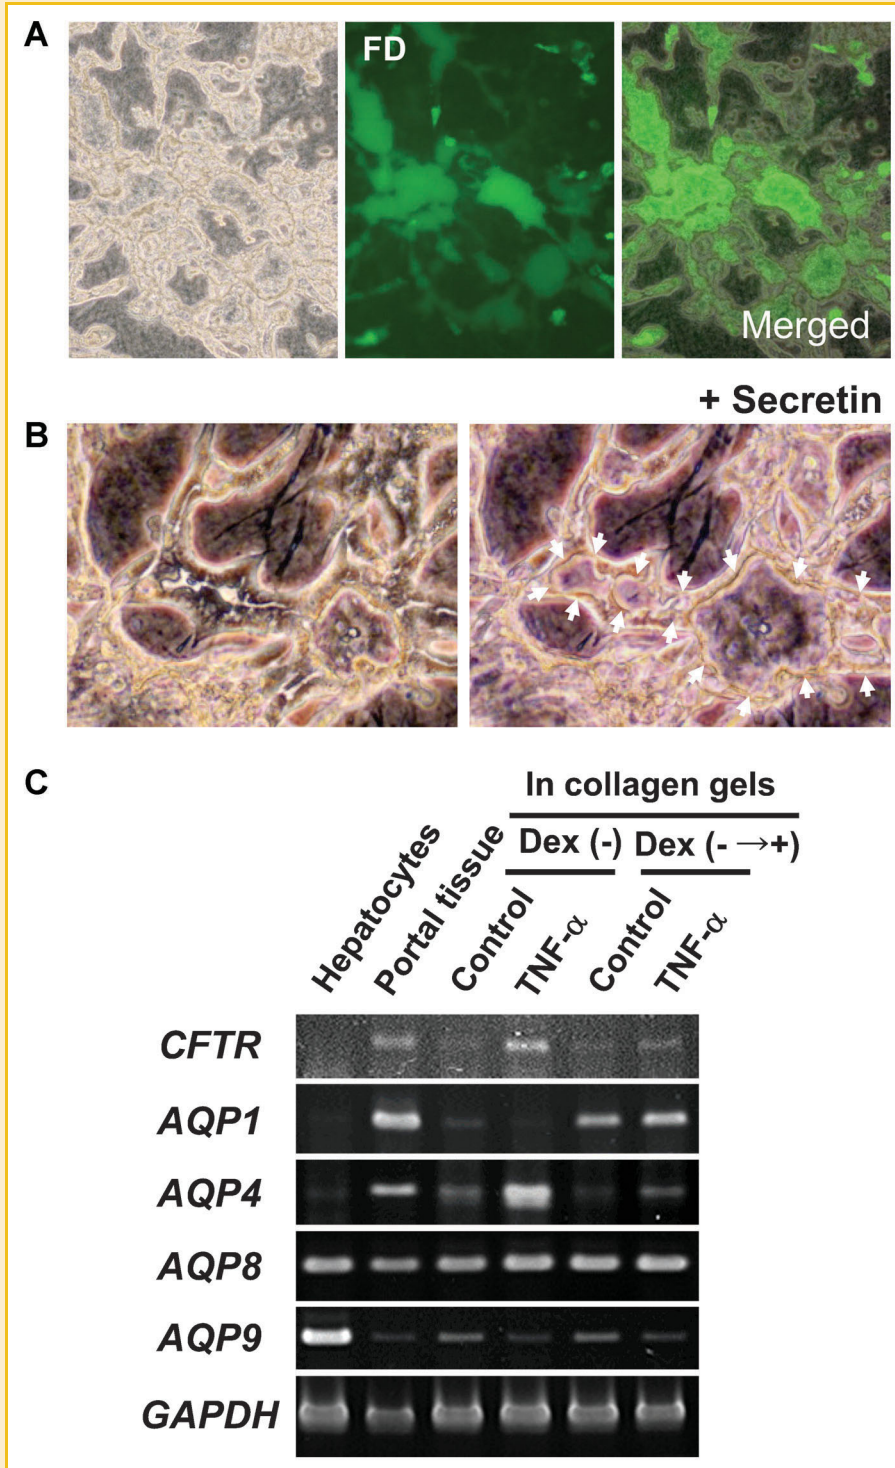 A
FD
Merged
+ Secretin
B
C
In collagen gels
Dex (-) Dex (- →+)
Hepatocytes
Portal tissue
Control
TNF-α
Control
TNF-α
CFTR
AQP1
AQP4
AQP8
AQP9
GAPDH